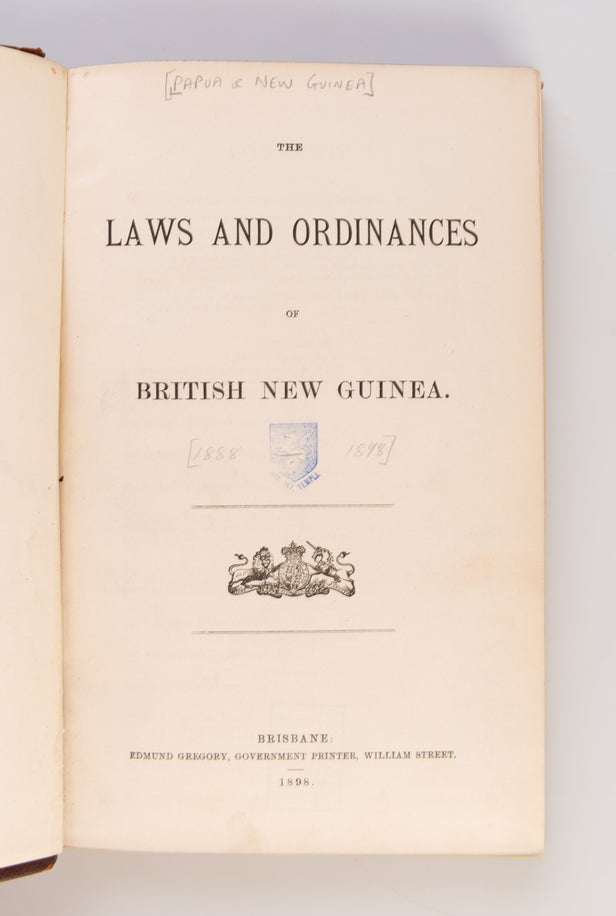 [PAPUA & NEW GUINEA]
THE
LAWS AND ORDINANCES
OF
BRITISH NEW GUINEA.
[1888 1898]
TEMPLE
BRISBANE:
EDMUND GREGORY, GOVERNMENT PRINTER, WILLIAM STREET.
1898.